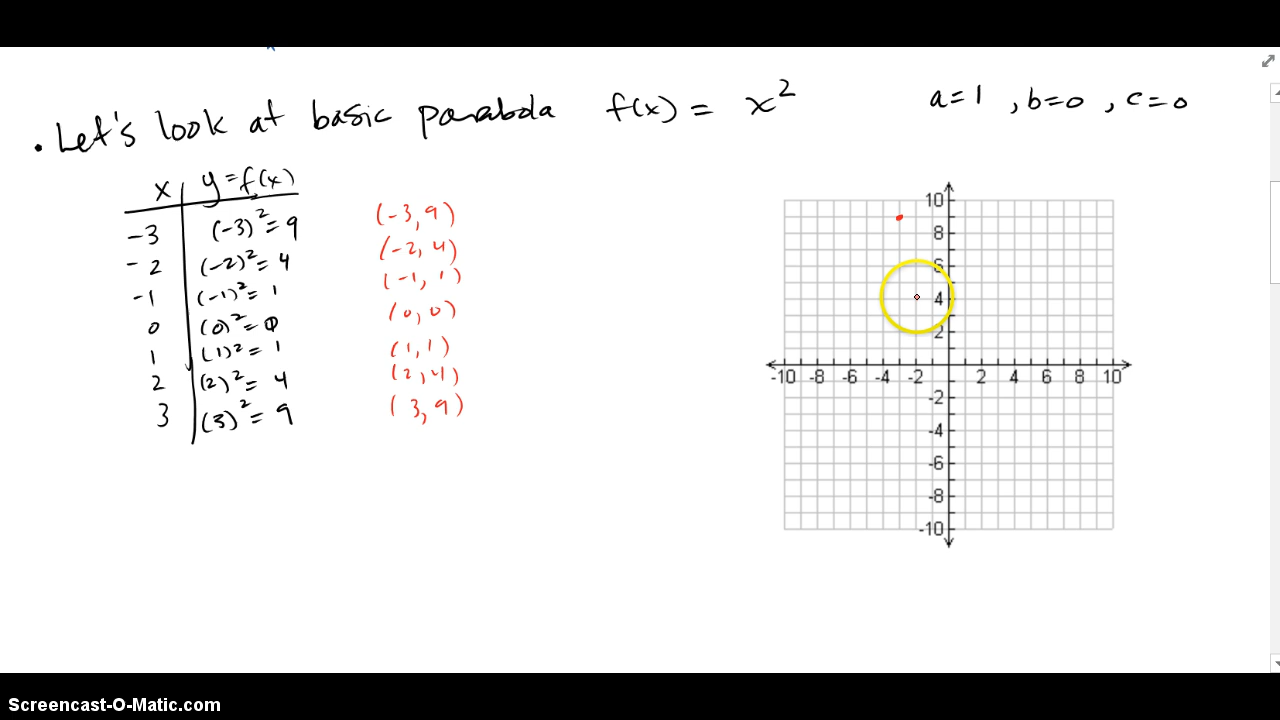 . Let's look at basic parabola f(x) = x² a=1 , b=0 , c=0
x y=f(x)
-3 (-3)²=9 (-3, 9)
-2 (-2)²=4 (-2, 4)
-1 (-1)²=1 (-1, 1)
0 (0)²=0 (0, 0)
1 (1)²=1 (1, 1)
2 (2)²=4 (2, 4)
3 (3)²=9 (3, 9)
10
8
6
4
2
-10 -8 -6 -4 -2 2 4 6 8 10
-2
-4
-6
-8
-10
Screencast-O-Matic.com